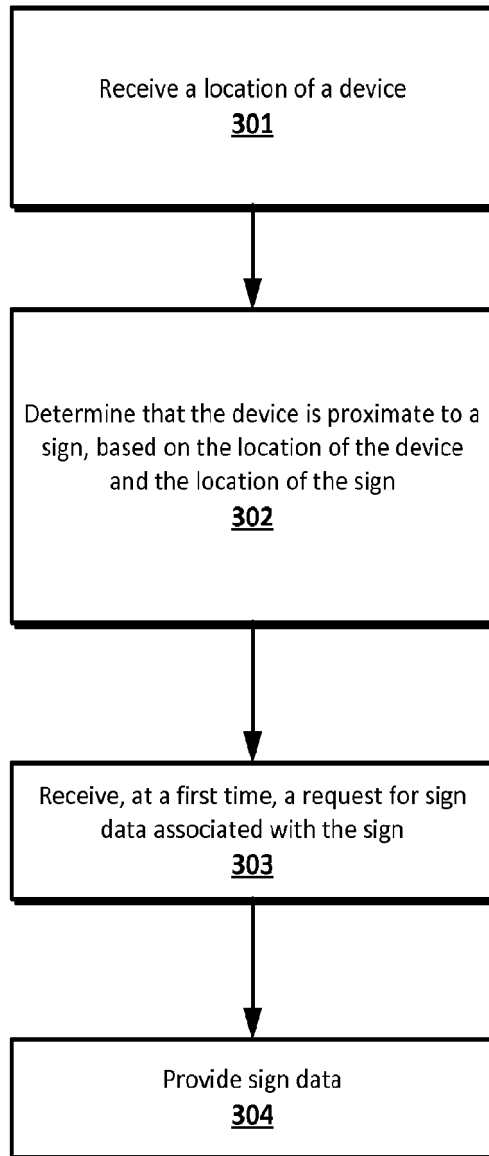 Receive a location of a device
301
Determine that the device is proximate to a
sign, based on the location of the device
and the location of the sign
302
Receive, at a first time, a request for sign
data associated with the sign
303
Provide sign data
304